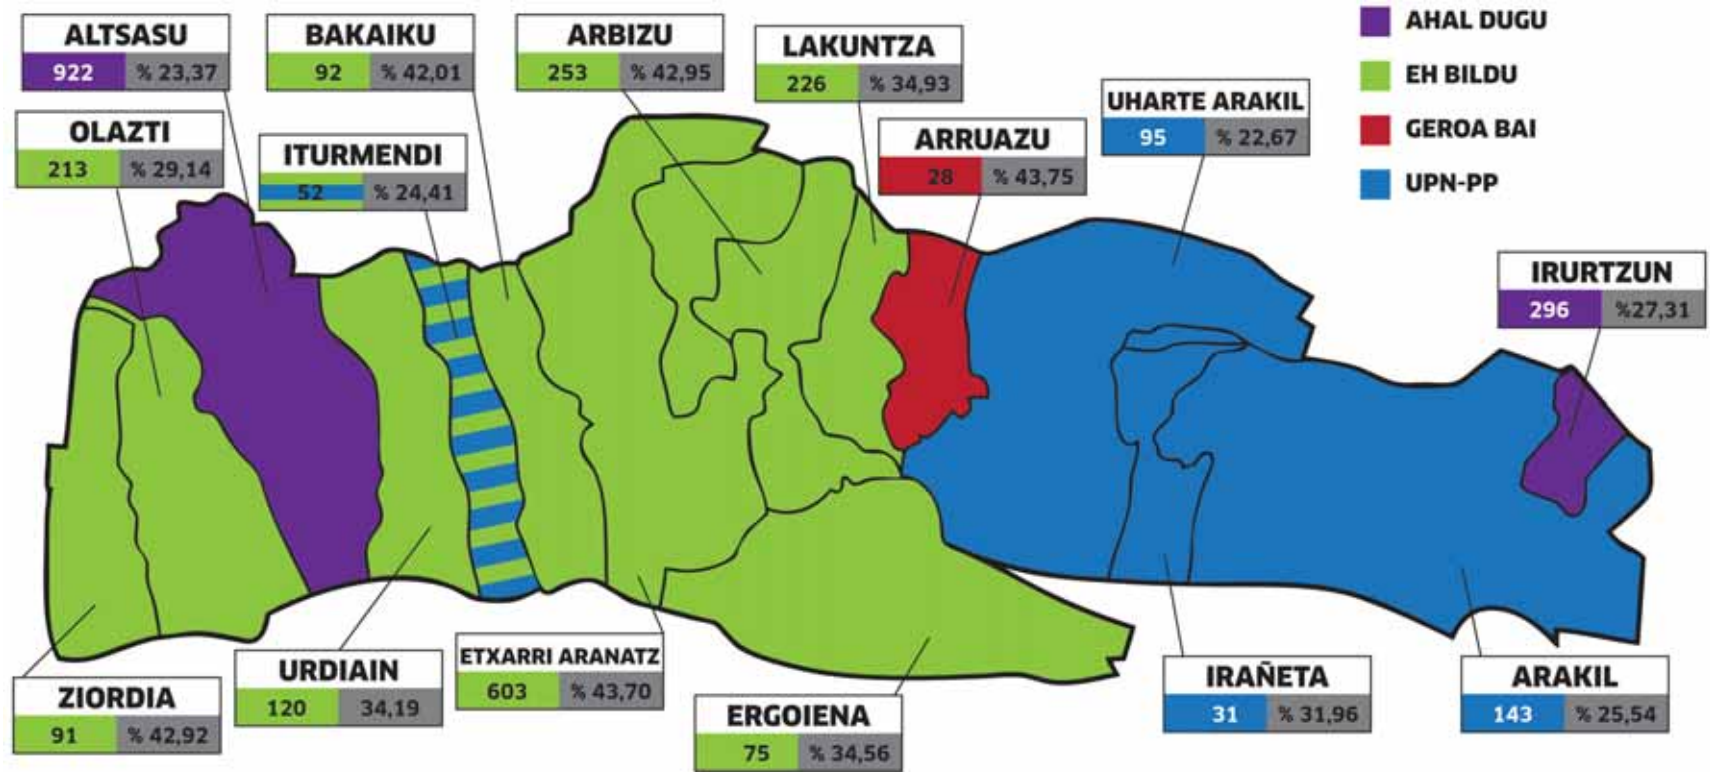 ALTSASU
922 % 23,37
BAKAIKU
92 % 42,01
ARBIZU
253 % 42,95
LAKUNTZA
226 % 34,93
AHAL DUGU
EH BILDU
GEROA BAI
UPN-PP
OLAZTI
213 % 29,14
ITURMENDI
52 % 24,41
ARRUAZU
28 % 43,75
UHARTE ARAKIL
95 % 22,67
IRURTZUN
296 %27,31
ZIORDIA
91 % 42,92
URDIAIN
120 34,19
ETXARRI ARANATZ
603 % 43,70
ERGOIENA
75 % 34,56
IRAÑETA
31 % 31,96
ARAKIL
143 % 25,54